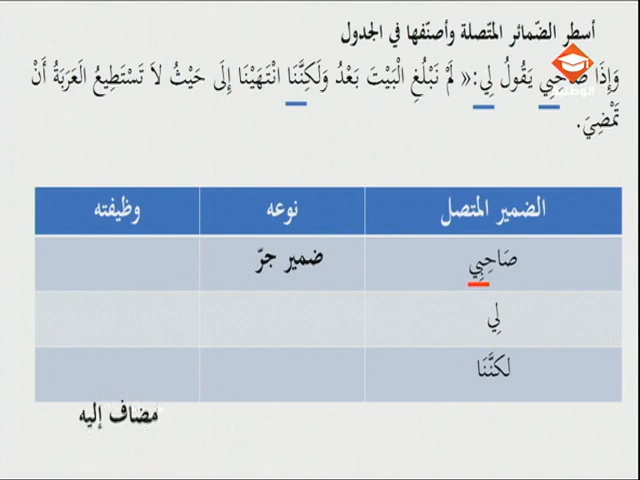 أسطر الضّمائر المتّصلة وأصنّفها في الجدول
وَإِذَا صَاحِبِي يَقُولُ لِي:« لَمْ نَبْلُغِ الْبَيْتَ بَعْدُ وَلَكِنَّنَا انْتَهَيْنَا إِلَى حَيْثُ لاَ تَسْتَطِيعُ العَرَبَةُ أَنْ
تَمْضِيَ.
الضمير المتصل نوعه وظيفته
صَاحِبِي ضمير جرّ
لِي
لكنَّنَا
مضاف إليه